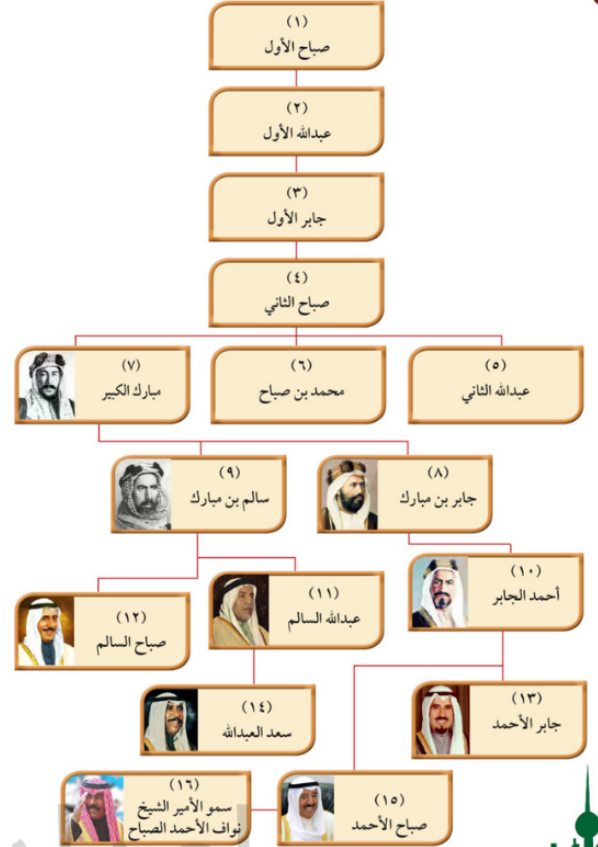 (١)
صباح الأول
(٢)
عبدالله الأول
(٣)
جابر الأول
(٤)
صباح الثاني
(٥)
عبدالله الثاني
(٦)
محمد بن صباح
(٧)
مبارك الكبير
(٨)
جابر بن مبارك
(٩)
سالم بن مبارك
(١٠)
أحمد الجابر
(١١)
عبدالله السالم
(١٢)
صباح السالم
(١٣)
جابر الأحمد
(١٤)
سعد العبدالله
(١٥)
صباح الأحمد
(١٦)
سمو الأمير الشيخ
نواف الأحمد الصباح